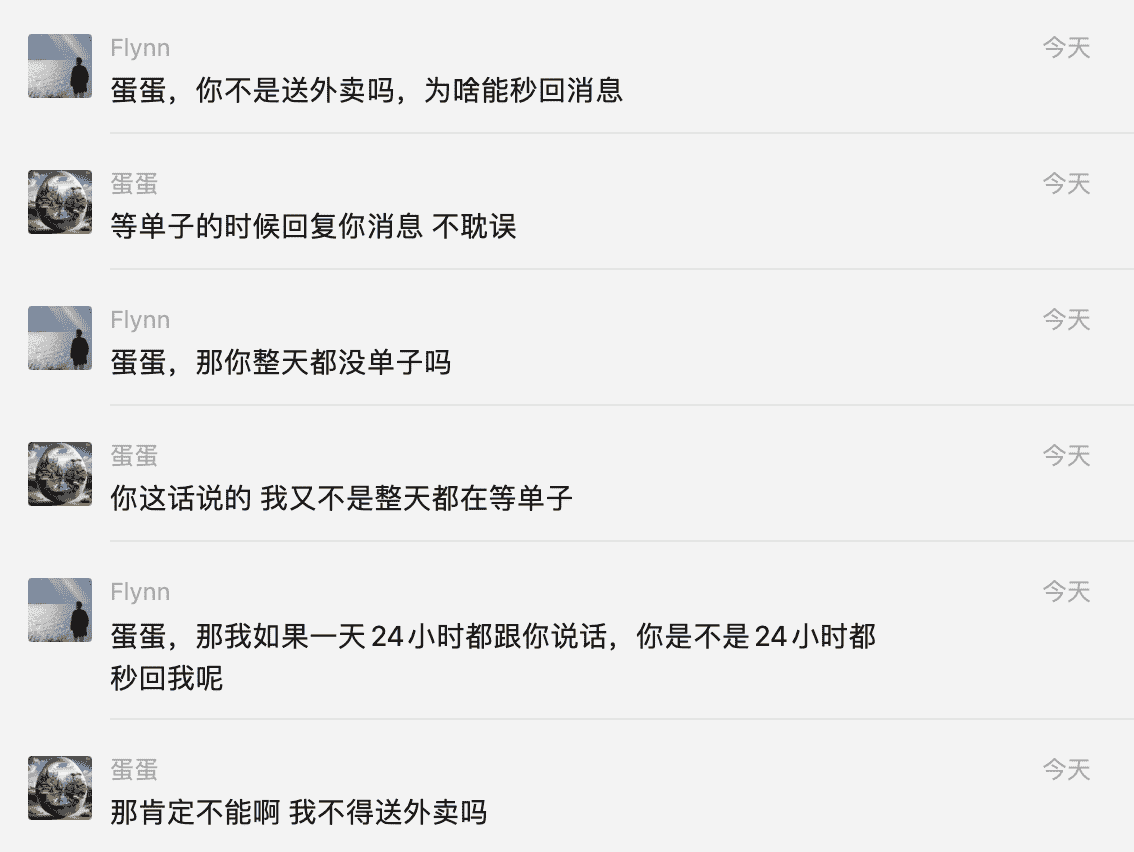 Flynn
今天
蛋蛋，你不是送外卖吗，为啥能秒回消息
蛋蛋
今天
等单子的时候回复你消息 不耽误
Flynn
今天
蛋蛋，那你整天都没单子吗
蛋蛋
今天
你这话说的 我又不是整天都在等单子
Flynn
今天
蛋蛋，那我如果一天24小时都跟你说话，你是不是24小时都
秒回我呢
蛋蛋
今天
那肯定不能啊 我不得送外卖吗